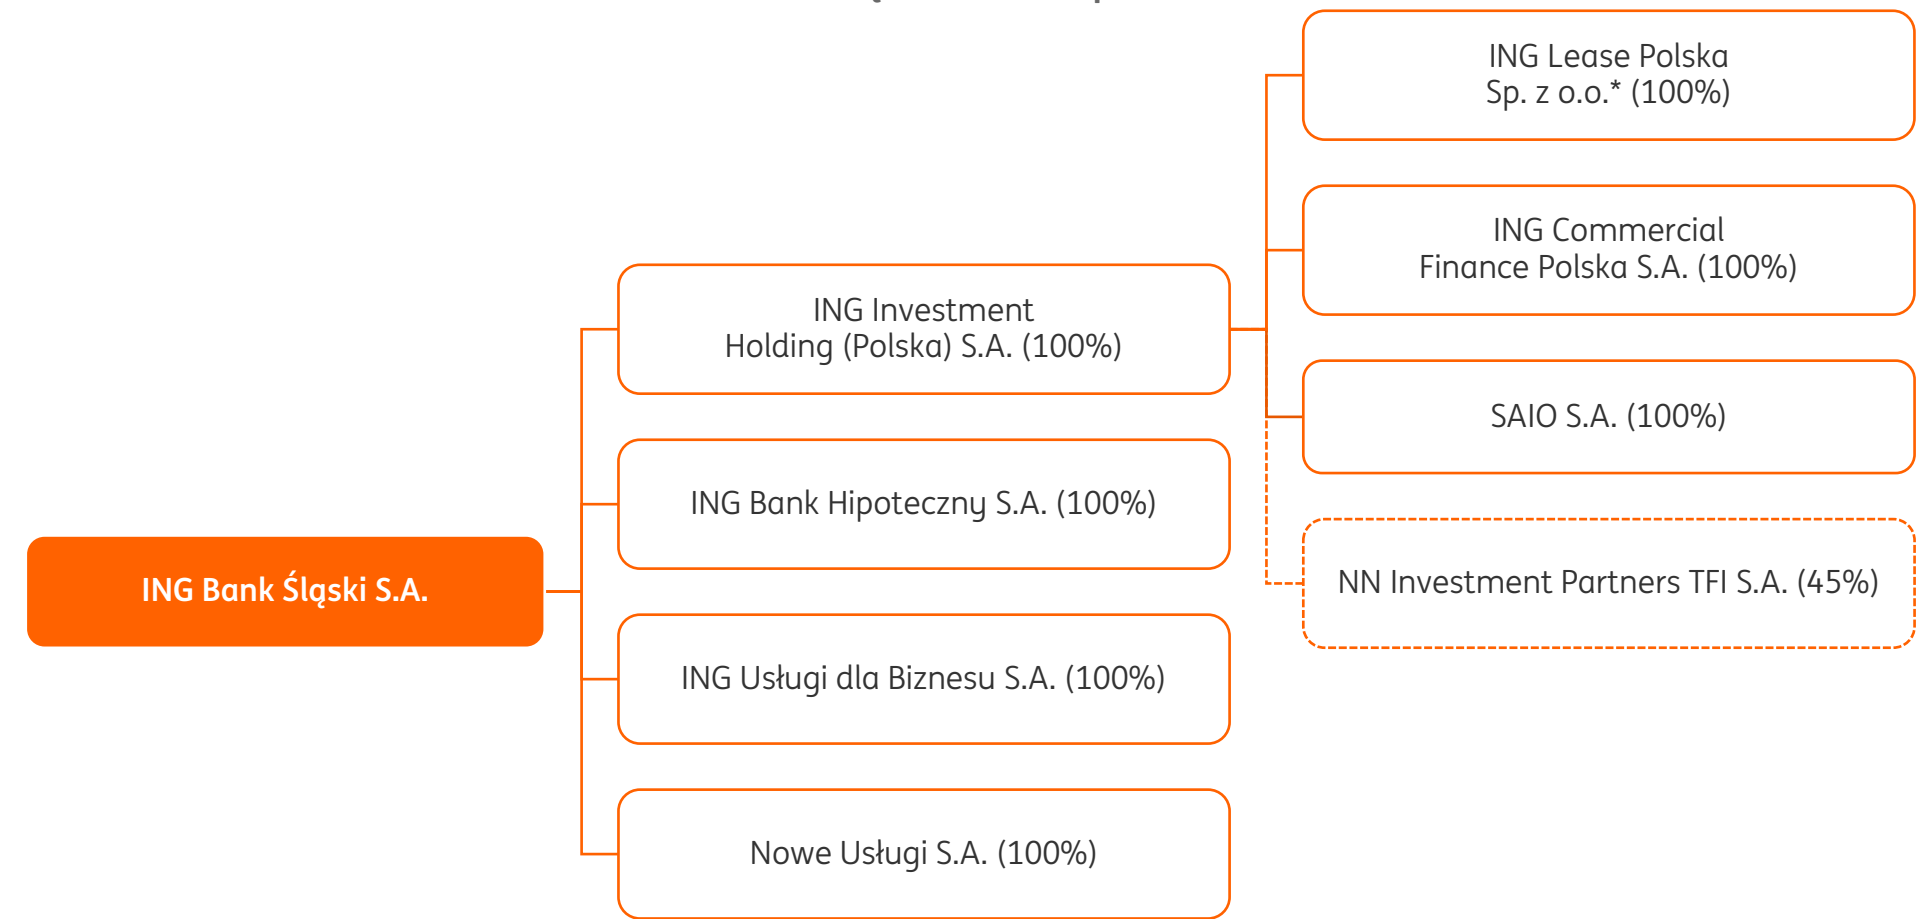 ING Lease Polska
Sp. z o.o.* (100%)
ING Commercial
Finance Polska S.A. (100%)
ING Investment
Holding (Polska) S.A. (100%)
SAIO S.A. (100%)
ING Bank Hipoteczny S.A. (100%)
NN Investment Partners TFI S.A. (45%)
ING Bank Śląski S.A.
ING Usługi dla Biznesu S.A. (100%)
Nowe Usługi S.A. (100%)